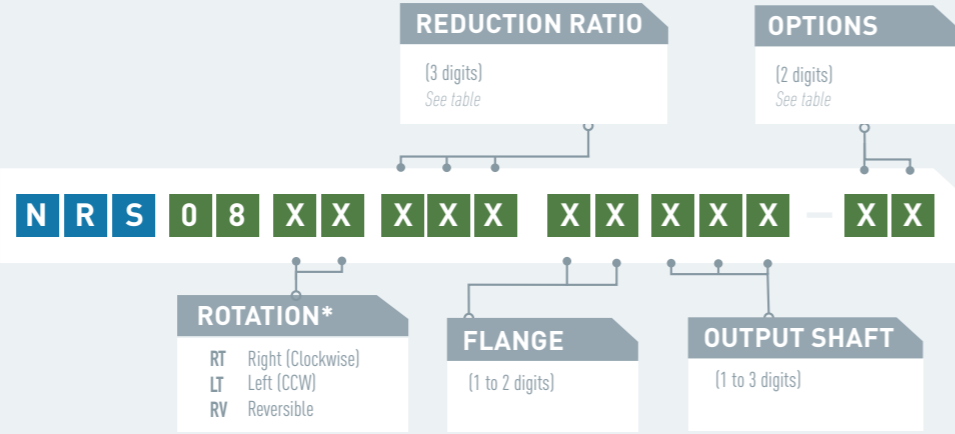 REDUCTION RATIO
(3 digits)
See table
OPTIONS
(2 digits)
See table
N R S 0 8 X X X X X X X X X X – X X
ROTATION*
RT Right (Clockwise)
LT Left (CCW)
RV Reversible
FLANGE
(1 to 2 digits)
OUTPUT SHAFT
(1 to 3 digits)